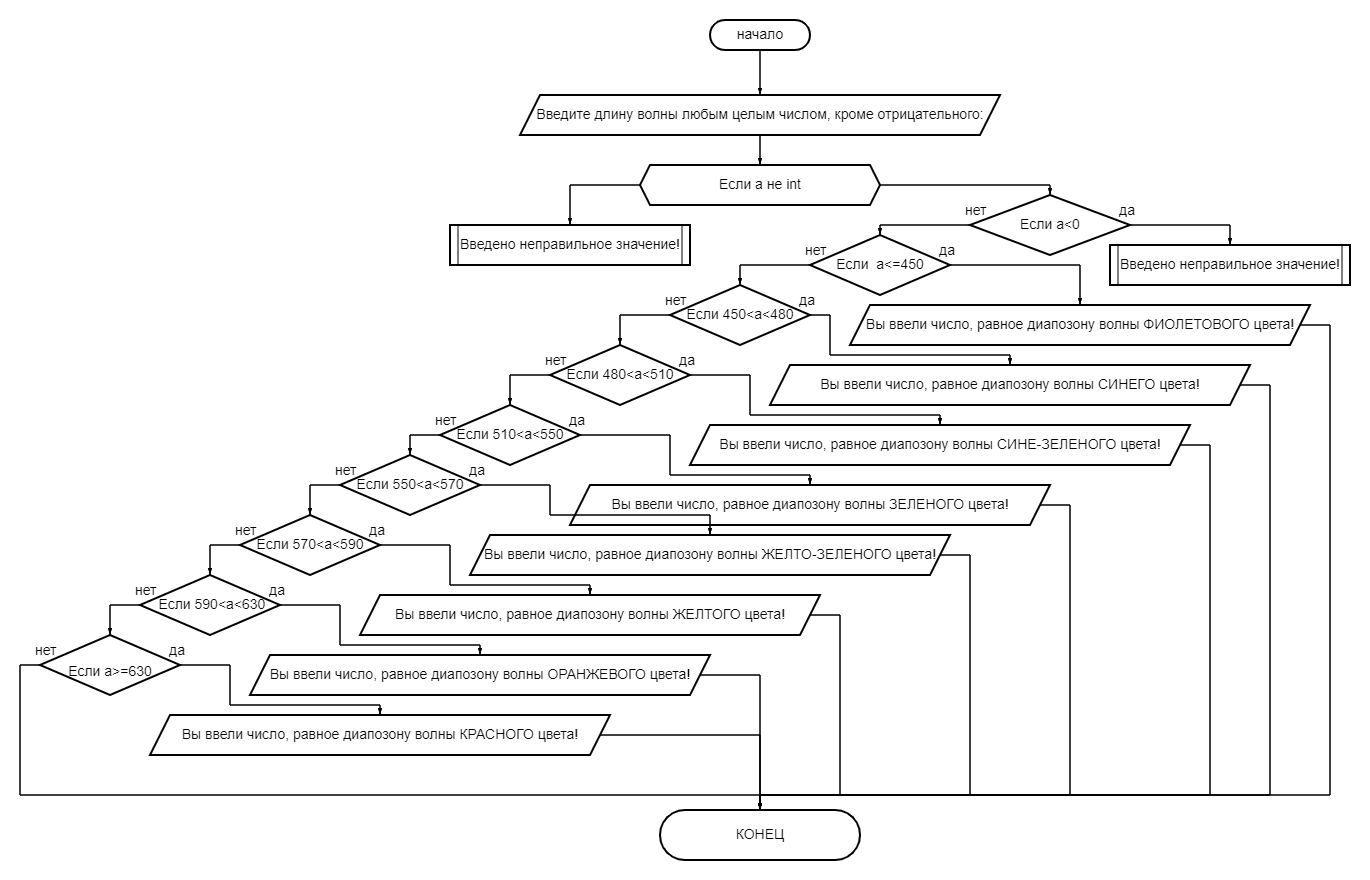 начало
Введите длину волны любым целым числом, кроме отрицательного:
Если а не int
нет
да
Если а<0
Введено неправильное значение!
Введено неправильное значение!
нет
да
Если а<=450
нет
да
Если 450<а<480
Вы ввели число, равное диапозону волны ФИОЛЕТОВОГО цвета!
нет
да
Если 480<а<510
Вы ввели число, равное диапозону волны СИНЕГО цвета!
нет
да
Если 510<а<550
Вы ввели число, равное диапозону волны СИНЕ-ЗЕЛЕНОГО цвета!
нет
да
Если 550<а<570
Вы ввели число, равное диапозону волны ЗЕЛЕНОГО цвета!
нет
да
Если 570<а<590
Вы ввели число, равное диапозону волны ЖЕЛТО-ЗЕЛЕНОГО цвета!
нет
да
Если 590<а<630
Вы ввели число, равное диапозону волны ЖЕЛТОГО цвета!
нет
да
Если а>=630
Вы ввели число, равное диапозону волны ОРАНЖЕВОГО цвета!
Вы ввели число, равное диапозону волны КРАСНОГО цвета!
КОНЕЦ